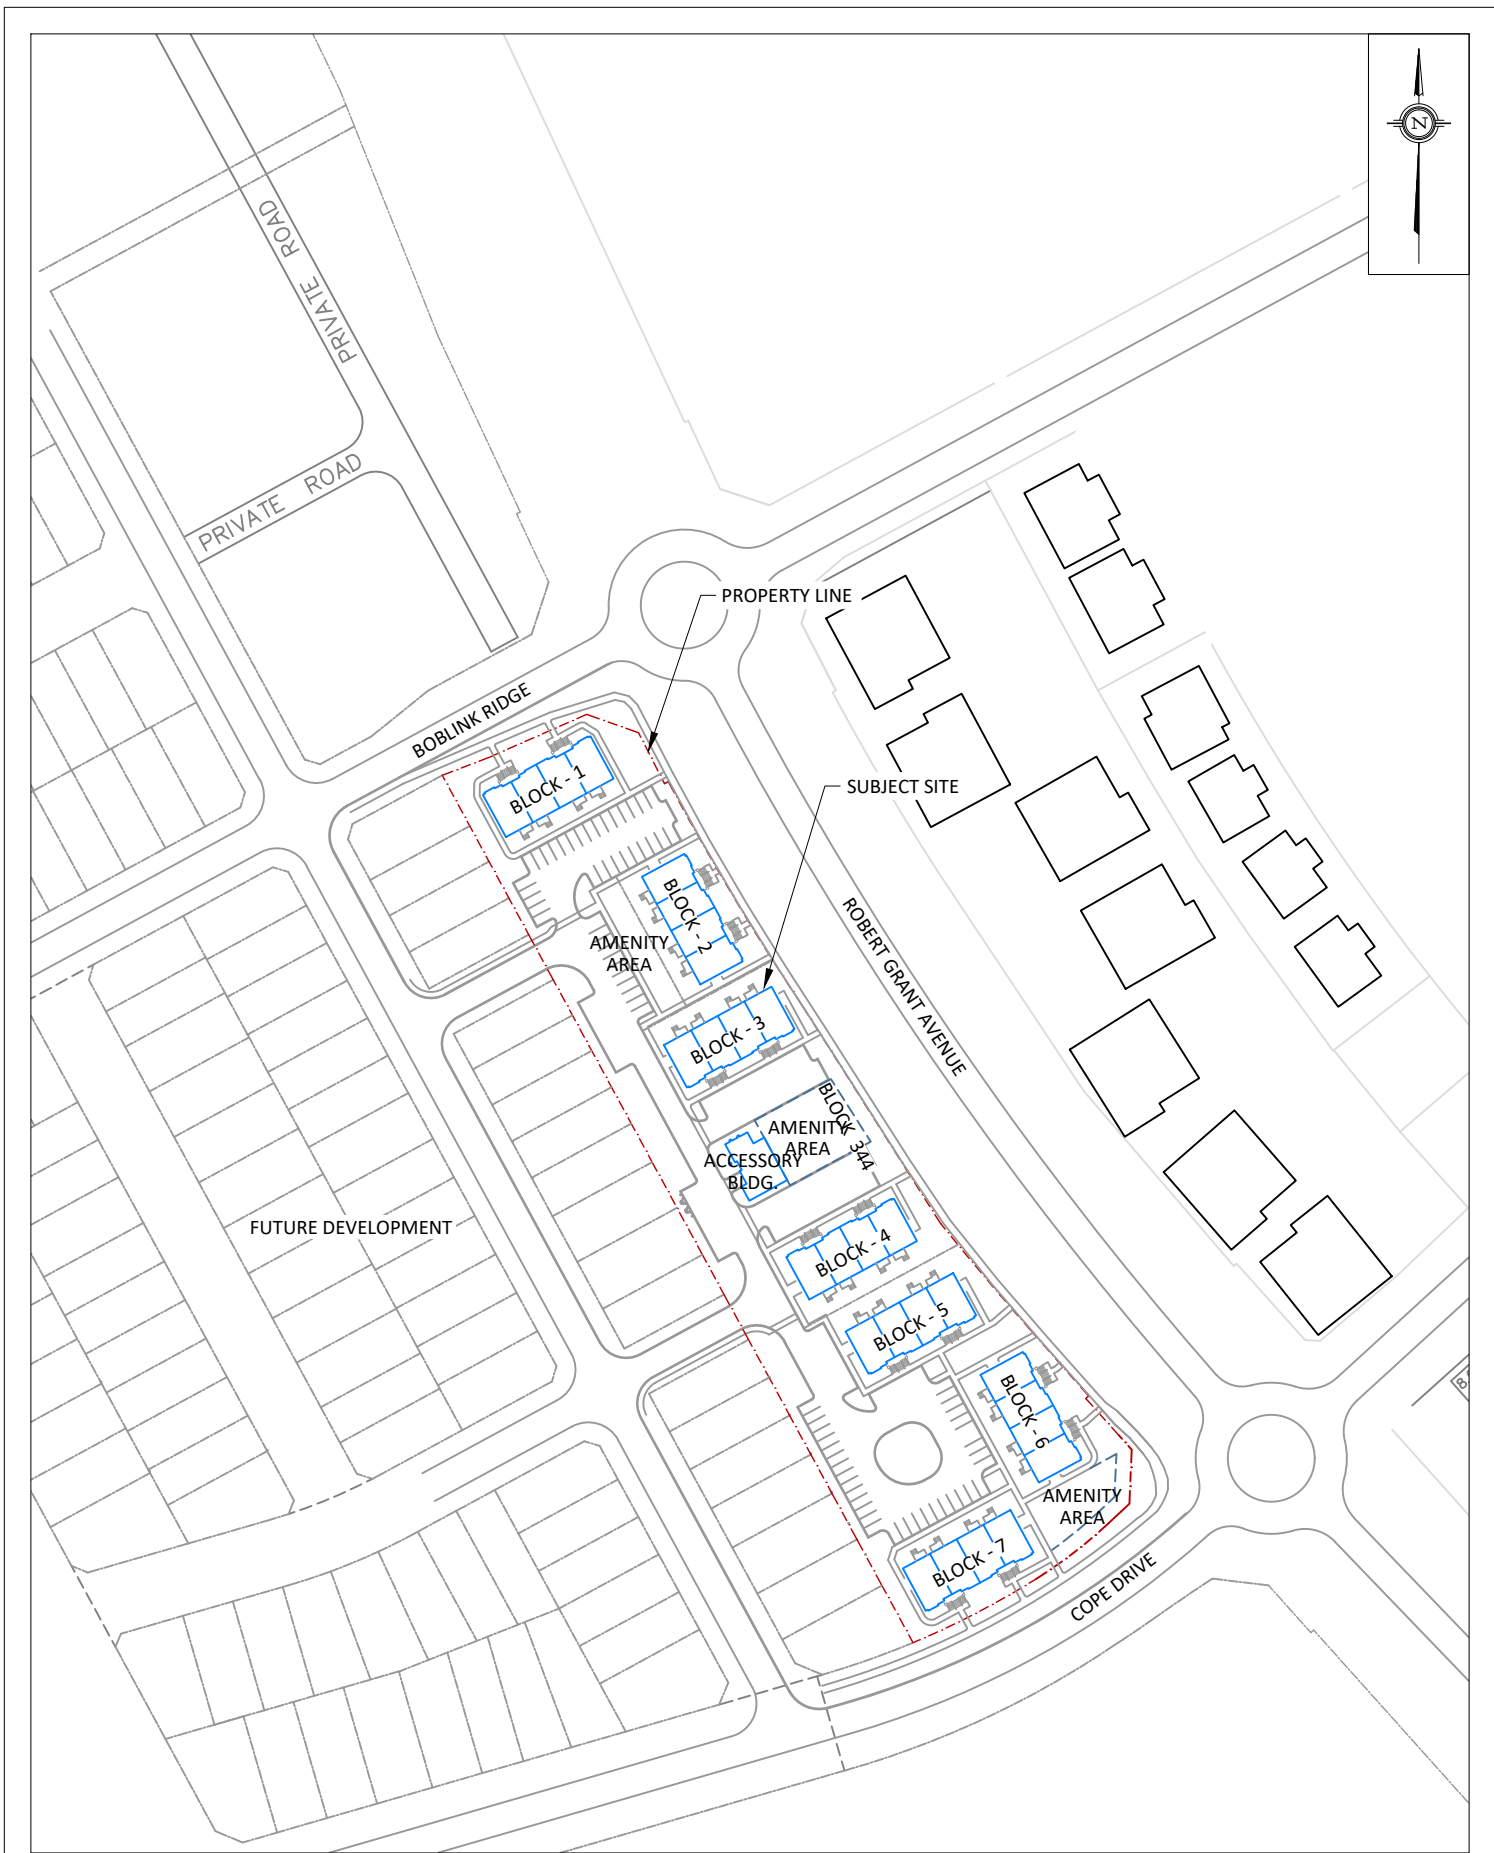 N
PRIVATE ROAD
PRIVATE ROAD
PROPERTY LINE
BOBLINK RIDGE
SUBJECT SITE
BLOCK - 1
BLOCK - 2
AMENITY
AREA
ROBERT GRANT AVENUE
BLOCK - 3
BLOCK 344
AMENITY
AREA
ACCESSORY
BLDG.
FUTURE DEVELOPMENT
BLOCK - 4
BLOCK - 5
BLOCK - 6
AMENITY
AREA
BLOCK - 7
COPE DRIVE